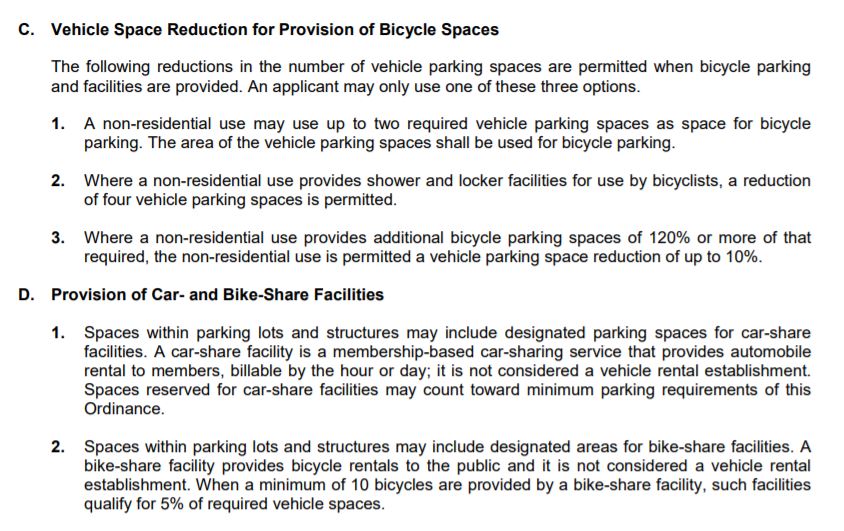 C. Vehicle Space Reduction for Provision of Bicycle Spaces
The following reductions in the number of vehicle parking spaces are permitted when bicycle parking
and facilities are provided. An applicant may only use one of these three options.
1. A non-residential use may use up to two required vehicle parking spaces as space for bicycle
parking. The area of the vehicle parking spaces shall be used for bicycle parking.
2. Where a non-residential use provides shower and locker facilities for use by bicyclists, a reduction
of four vehicle parking spaces is permitted.
3. Where a non-residential use provides additional bicycle parking spaces of 120% or more of that
required, the non-residential use is permitted a vehicle parking space reduction of up to 10%.
D. Provision of Car- and Bike-Share Facilities
1. Spaces within parking lots and structures may include designated parking spaces for car-share
facilities. A car-share facility is a membership-based car-sharing service that provides automobile
rental to members, billable by the hour or day; it is not considered a vehicle rental establishment.
Spaces reserved for car-share facilities may count toward minimum parking requirements of this
Ordinance.
2. Spaces within parking lots and structures may include designated areas for bike-share facilities. A
bike-share facility provides bicycle rentals to the public and it is not considered a vehicle rental
establishment. When a minimum of 10 bicycles are provided by a bike-share facility, such facilities
qualify for 5% of required vehicle spaces.